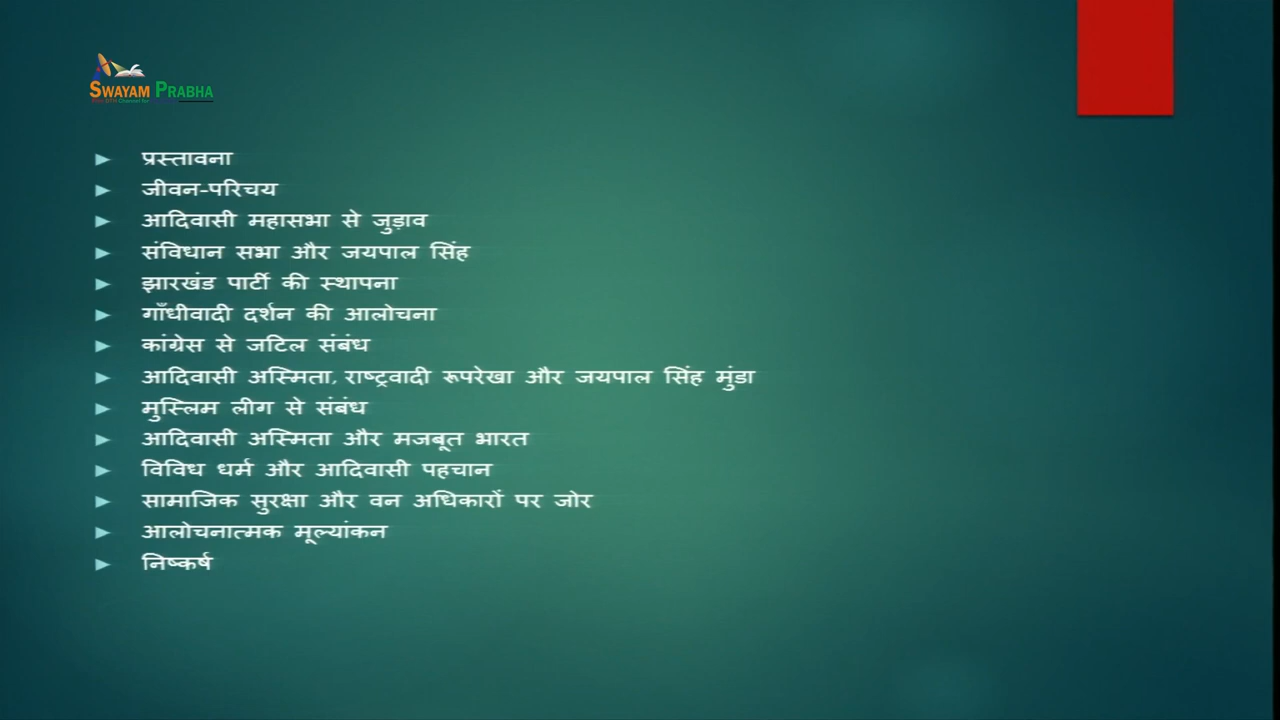 SWAYAM PRABHA
प्रस्तावना
जीवन-परिचय
आदिवासी महासभा से जुड़ाव
संविधान सभा और जयपाल सिंह
झारखंड पार्टी की स्थापना
गाँधीवादी दर्शन की आलोचना
कांग्रेस से जटिल संबंध
आदिवासी अस्मिता, राष्ट्रवादी रूपरेखा और जयपाल सिंह मुंडा
मुस्लिम लीग से संबंध
आदिवासी अस्मिता और मजबूत भारत
विविध धर्म और आदिवासी पहचान
सामाजिक सुरक्षा और वन अधिकारों पर जोर
आलोचनात्मक मूल्यांकन
निष्कर्ष